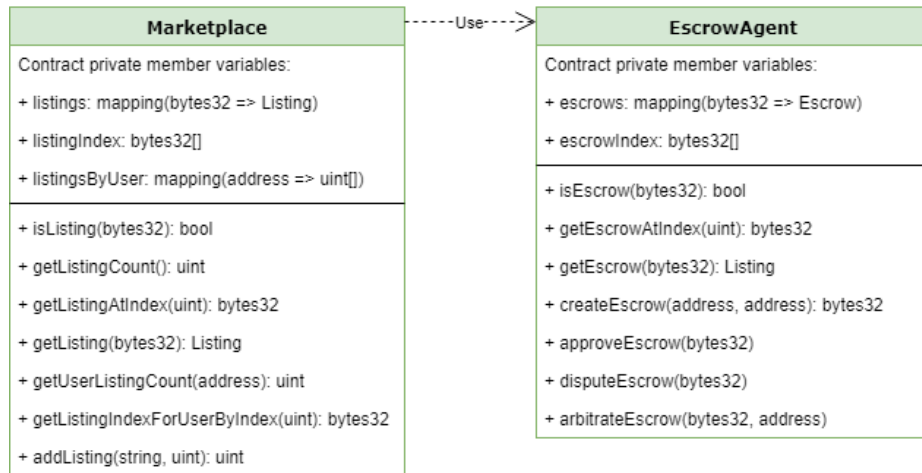 Marketplace
Contract private member variables:
+ listings: mapping(bytes32 => Listing)
+ listingIndex: bytes32[]
+ listingsByUser: mapping(address => uint[])
+ isListing(bytes32): bool
+ getListingCount(): uint
+ getListingAtIndex(uint): bytes32
+ getListing(bytes32): Listing
+ getUserListingCount(address): uint
+ getListingIndexForUserByIndex(uint): bytes32
+ addListing(string, uint): uint
Use
EscrowAgent
Contract private member variables:
+ escrows: mapping(bytes32 => Escrow)
+ escrowIndex: bytes32[]
+ isEscrow(bytes32): bool
+ getEscrowAtIndex(uint): bytes32
+ getEscrow(bytes32): Listing
+ createEscrow(address, address): bytes32
+ approveEscrow(bytes32)
+ disputeEscrow(bytes32)
+ arbitrateEscrow(bytes32, address)